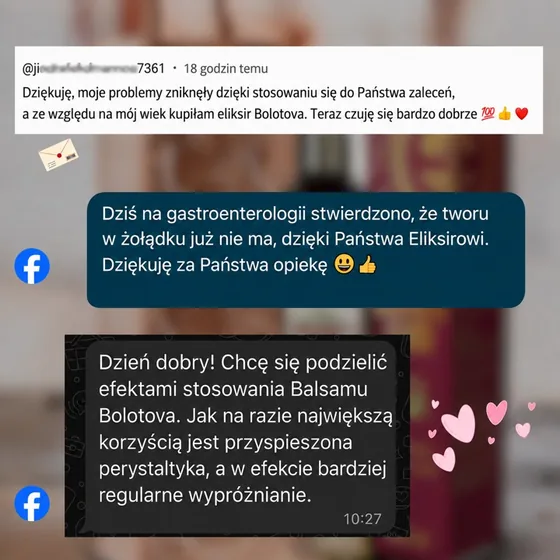 @ji 7361 • 18 godzin temu
Dziękuję, moje problemy zniknęły dzięki stosowaniu się do Państwa zaleceń,
a ze względu na mój wiek kupiłam eliksir Bolotova. Teraz czuję się bardzo dobrze 💯👍❤️
Dziś na gastroenterologii stwierdzono, że tworu
w żołądku już nie ma, dzięki Państwa Eliksirowi.
Dziękuję za Państwa opiekę 😃👍
Dzień dobry! Chcę się podzielić
efektami stosowania Balsamu
Bolotova. Jak na razie największą
korzyścią jest przyspieszona
perystaltyka, a w efekcie bardziej
regularne wypróżnianie.
10:27